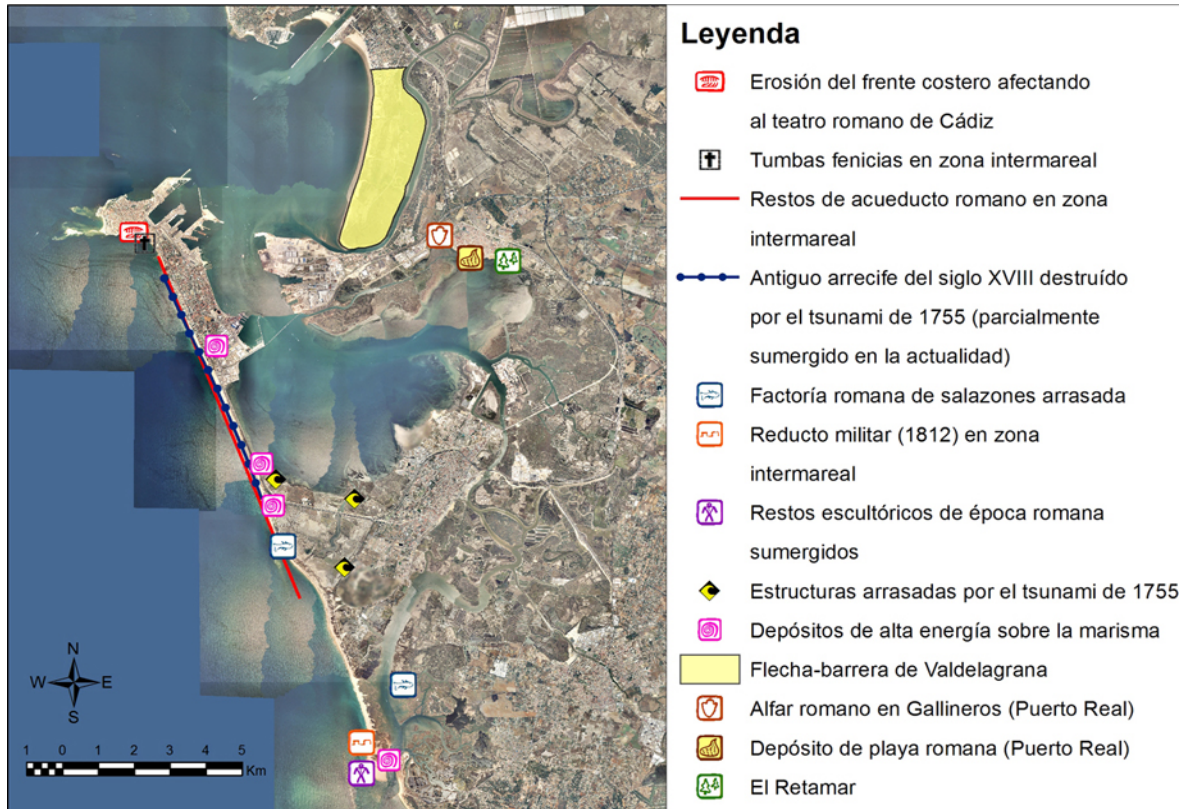 Leyenda
Erosión del frente costero afectando
al teatro romano de Cádiz
Tumbas fenicias en zona intermareal
Restos de acueducto romano en zona
intermareal
Antiguo arrecife del siglo XVIII destruído
por el tsunami de 1755 (parcialmente
sumergido en la actualidad)
Factoría romana de salazones arrasada
Reducto militar (1812) en zona
intermareal
Restos escultóricos de época romana
sumergidos
Estructuras arrasadas por el tsunami de 1755
Depósitos de alta energía sobre la marisma
Flecha-barrera de Valdelagrana
Alfar romano en Gallineros (Puerto Real)
Depósito de playa romana (Puerto Real)
El Retamar
N
W E
S
1 0 1 2 3 4 5
Km